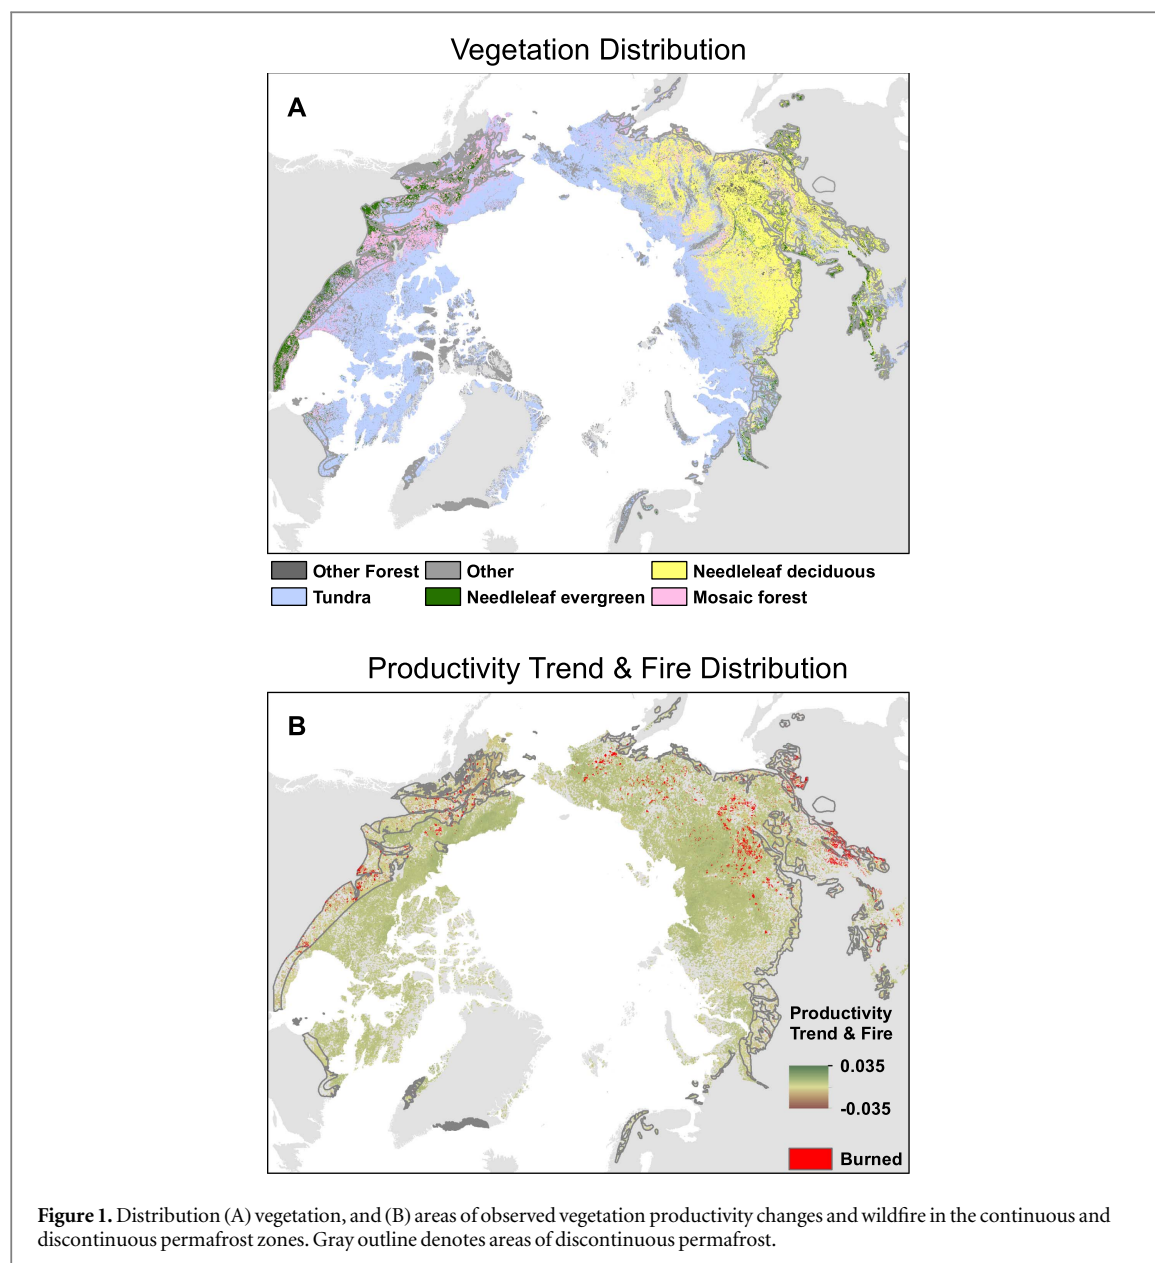 Vegetation Distribution
A
Other Forest
Other
Needleleaf deciduous
Tundra
Needleleaf evergreen
Mosaic forest
Productivity Trend & Fire Distribution
B
Productivity
Trend & Fire
0.035
-0.035
Burned
Figure 1. Distribution (A) vegetation, and (B) areas of observed vegetation productivity changes and wildfire in the continuous and
discontinuous permafrost zones. Gray outline denotes areas of discontinuous permafrost.